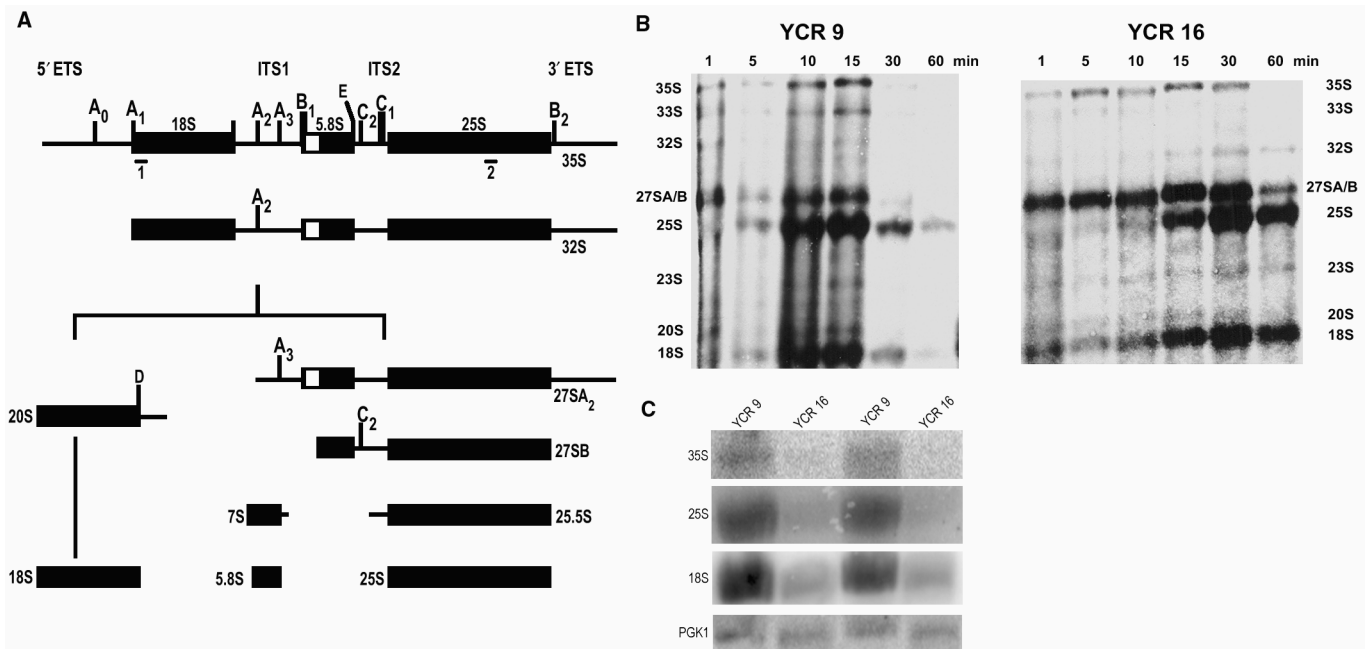 A
5′ ETS ITS1 ITS2 3′ ETS
A0 A1 A2 A3 B1 E C2 C1 B2
18S 5.8S 25S
35S
1 2
A2
32S
A3
27SA2
D
20S
C2
27SB
7S 25.5S
18S 5.8S 25S
B
YCR 9 YCR 16
1 5 10 15 30 60 min 1 5 10 15 30 60 min
35S 35S
33S 33S
32S 32S
27SA/B 27SA/B
25S 25S
23S 23S
20S 20S
18S 18S
C
YCR 9 YCR 16 YCR 9 YCR 16
35S
25S
18S
PGK1